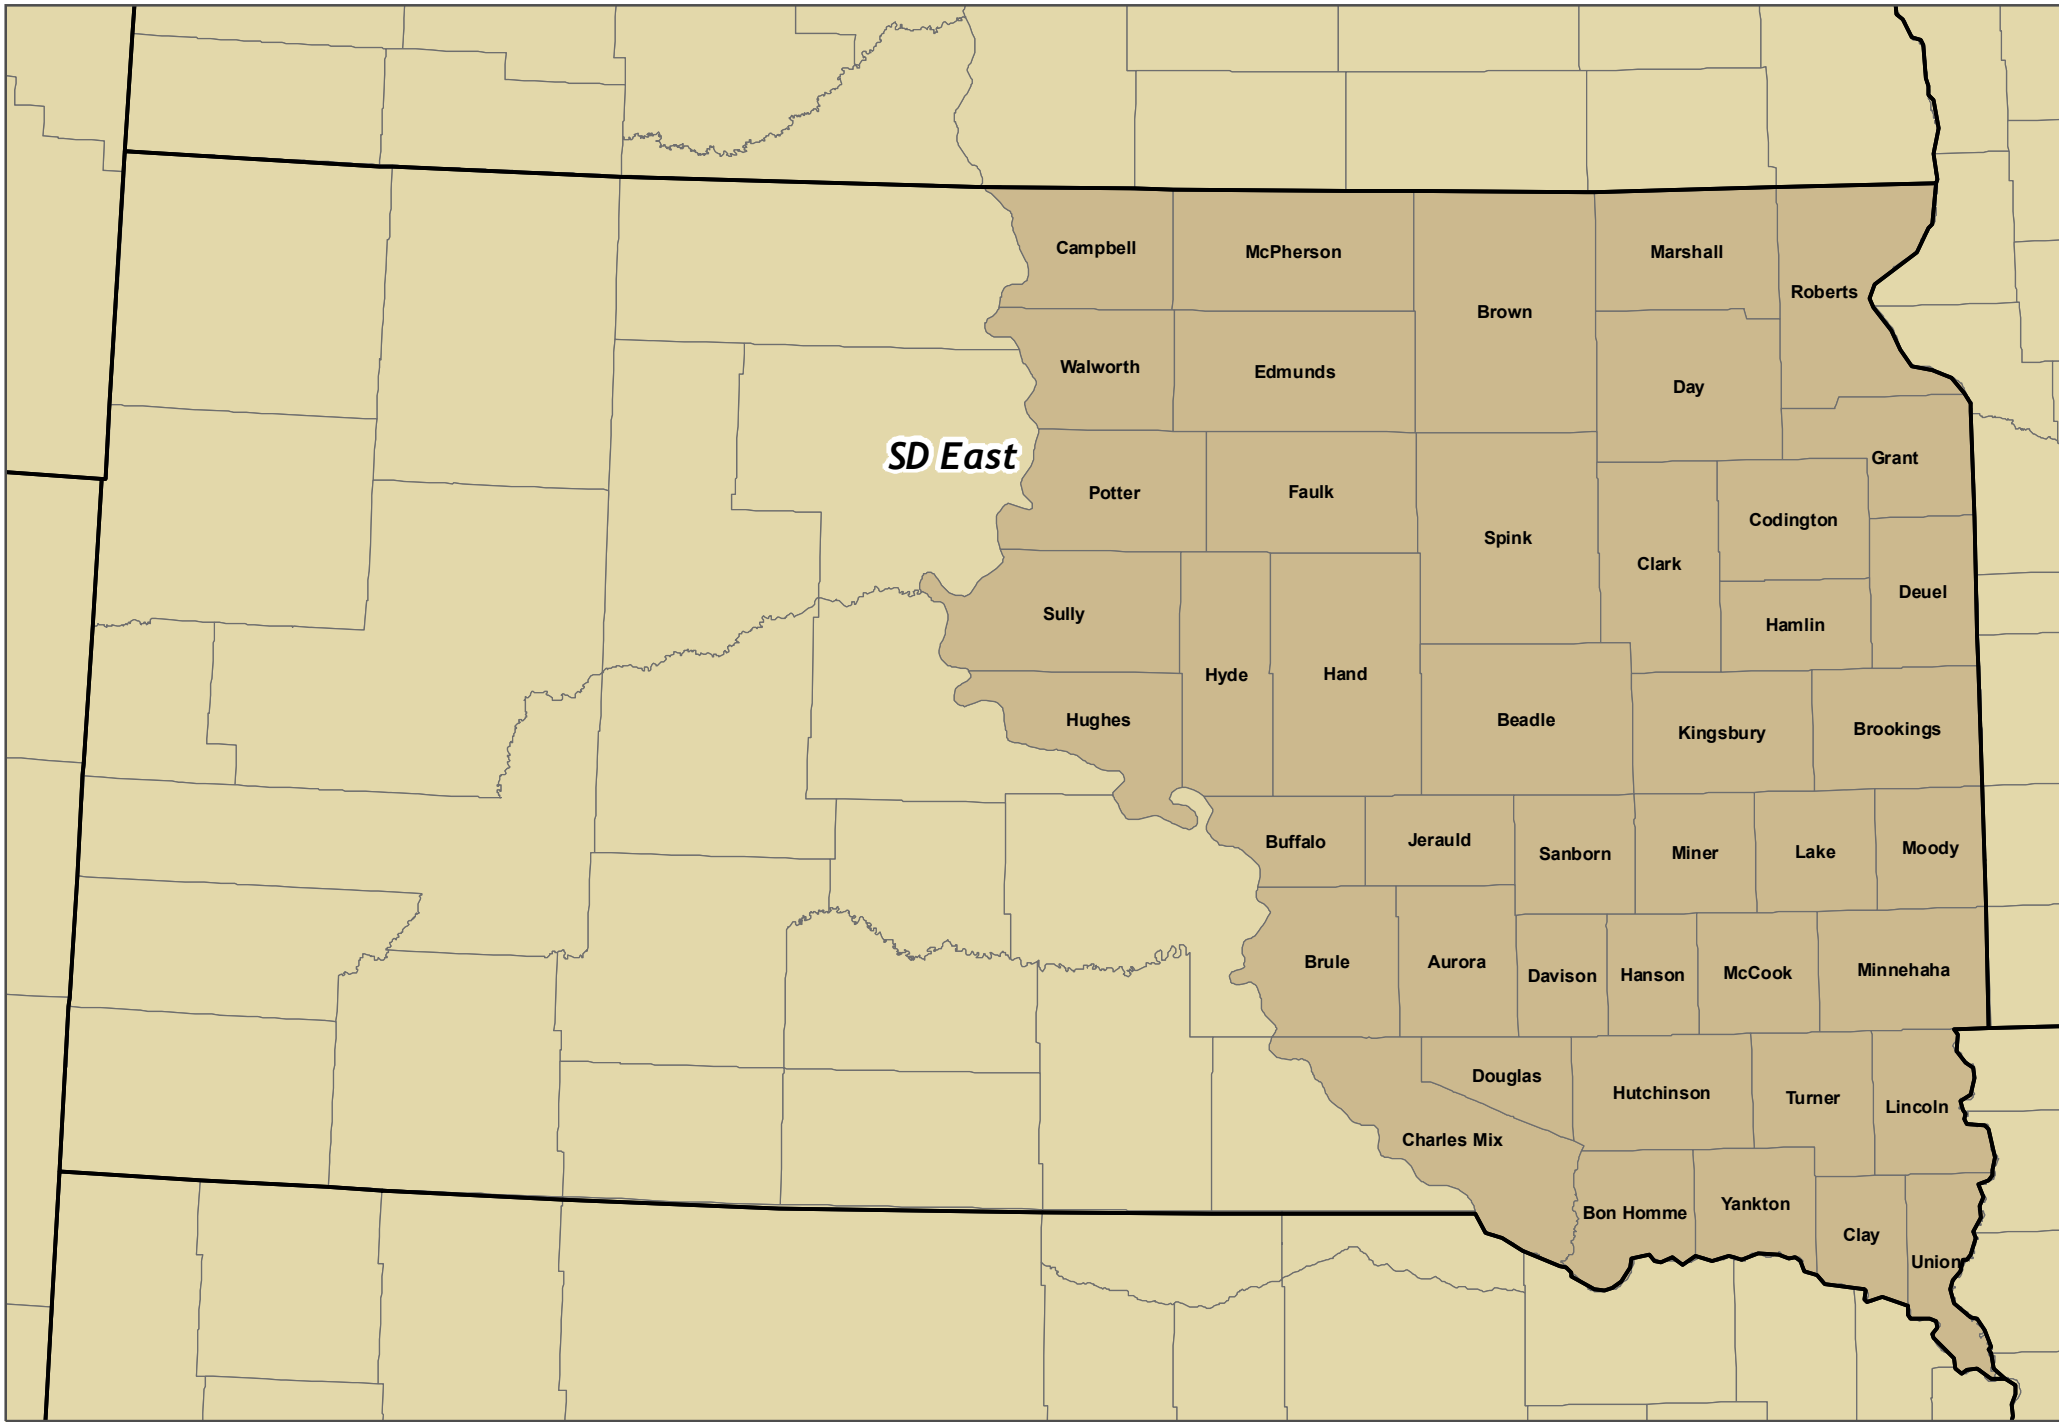 Campbell
McPherson
Marshall
Roberts
Brown
Walworth
Edmunds
Day
SD East
Grant
Potter
Faulk
Codington
Spink
Clark
Deuel
Sully
Hamlin
Hyde
Hand
Hughes
Beadle
Kingsbury
Brookings
Buffalo
Jerauld
Sanborn
Miner
Lake
Moody
Brule
Aurora
Davison
Hanson
McCook
Minnehaha
Douglas
Hutchinson
Turner
Lincoln
Charles Mix
Bon Homme
Yankton
Clay
Union